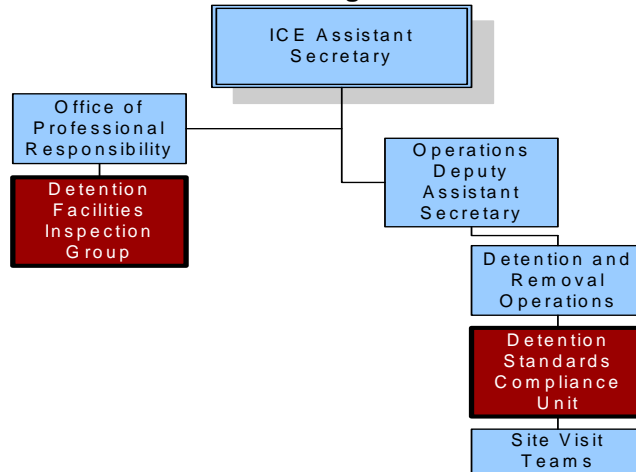 ICE Assistant
Secretary
Office of
Professional
Responsibility
Operations
Deputy
Assistant
Secretary
Detention
Facilities
Inspection
Group
Detention and
Removal
Operations
Detention
Standards
Compliance
Unit
Site Visit
Teams